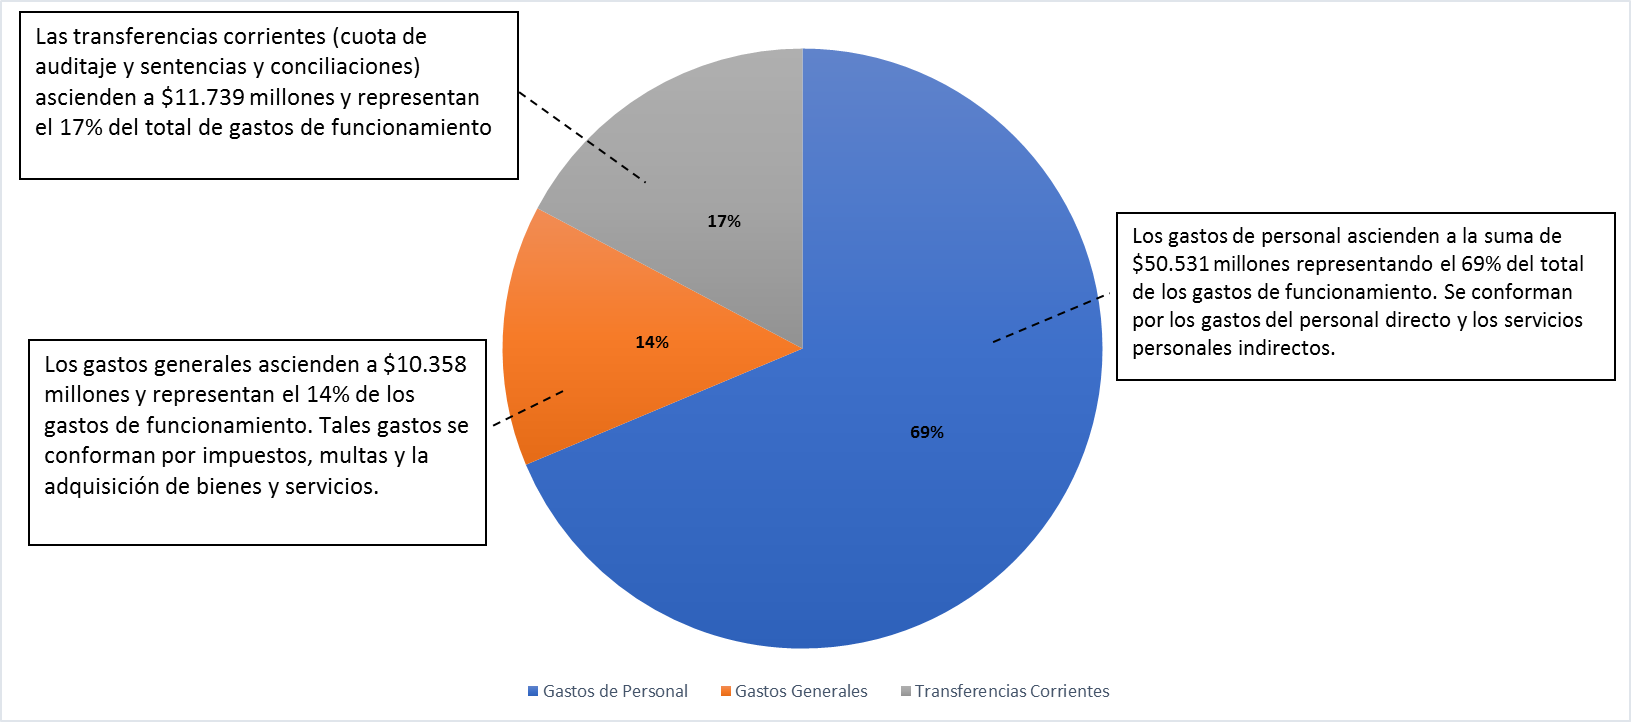 Las transferencias corrientes (cuota de
auditaje y sentencias y conciliaciones)
ascienden a $11.739 millones y representan
el 17% del total de gastos de funcionamiento
17%
Los gastos de personal ascienden a la suma de
$50.531 millones representando el 69% del total
de los gastos de funcionamiento. Se conforman
por los gastos del personal directo y los servicios
personales indirectos.
14%
Los gastos generales ascienden a $10.358
millones y representan el 14% de los
gastos de funcionamiento. Tales gastos se
conforman por impuestos, multas y la
adquisición de bienes y servicios.
69%
Gastos de Personal
Gastos Generales
Transferencias Corrientes